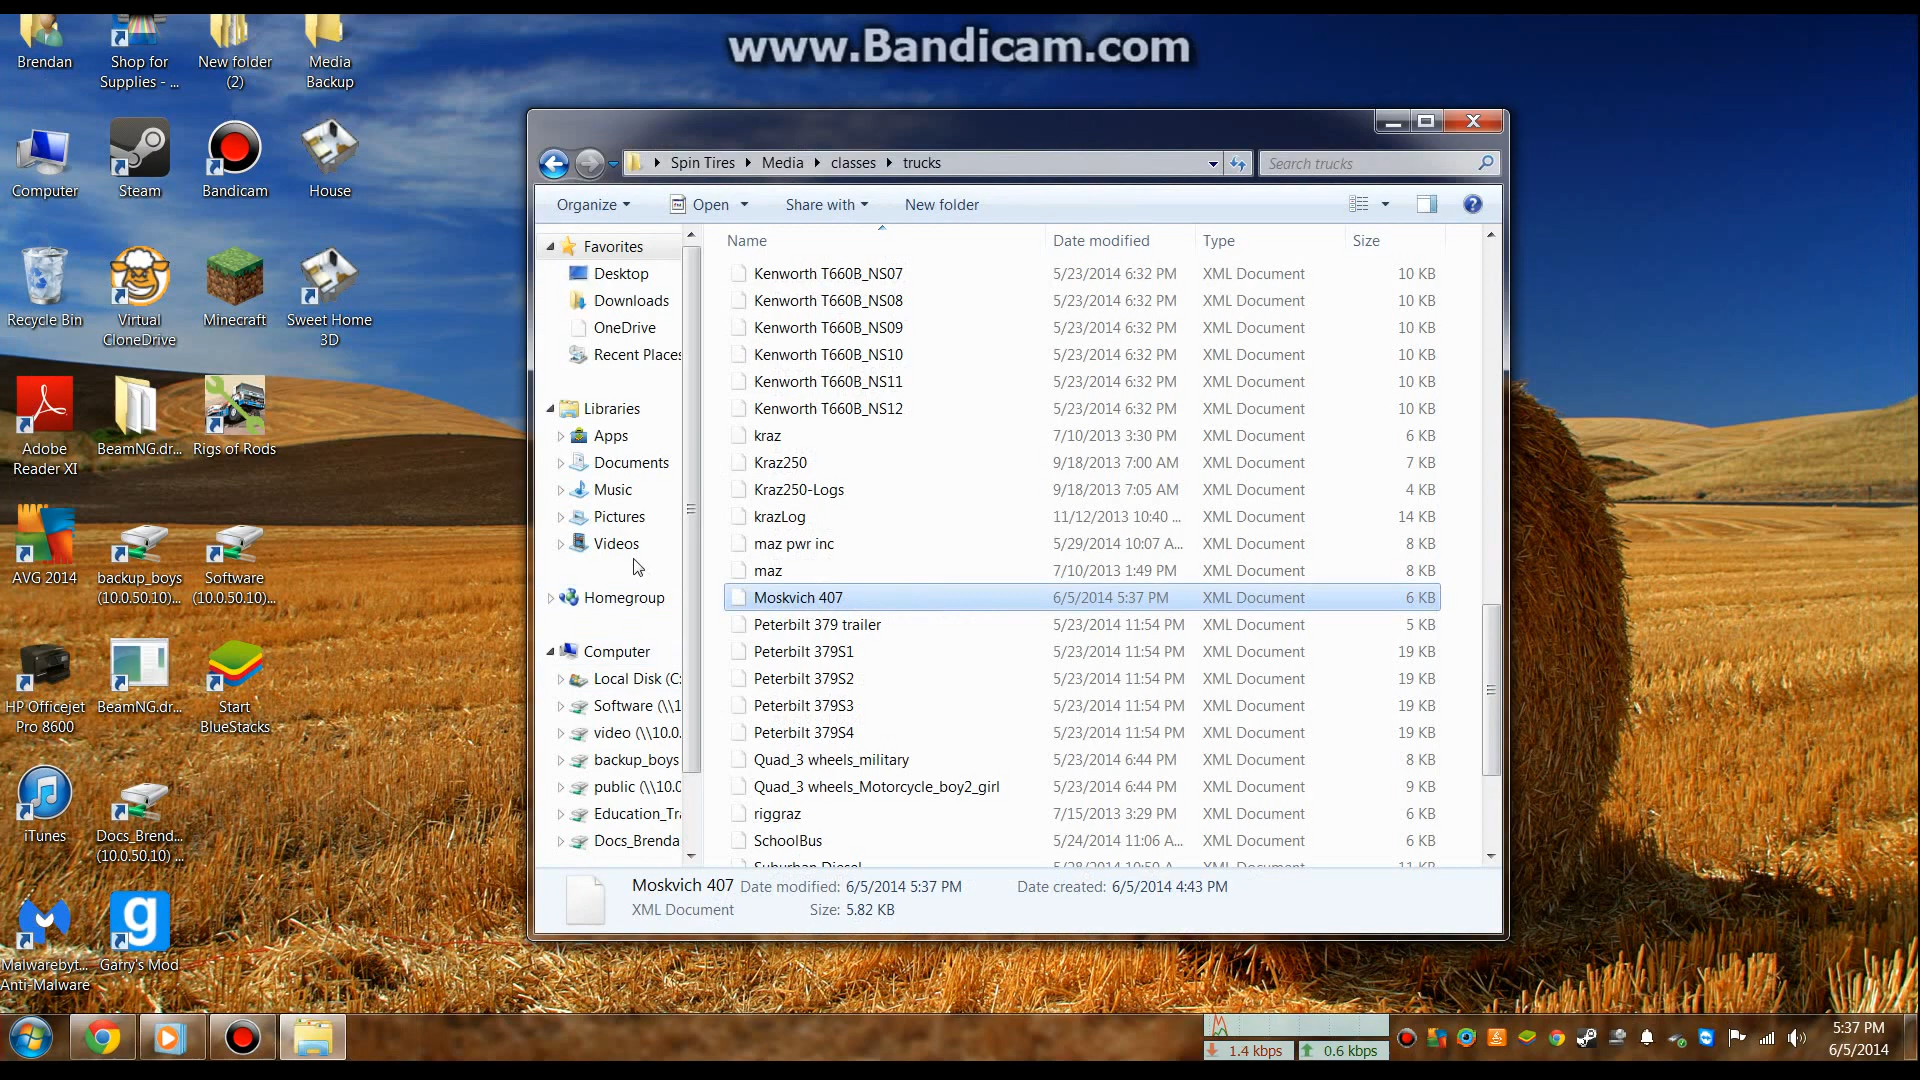 www.Bandicam.com
Brendan
Shop for
Supplies - ...
New folder
(2)
Media
Backup
Computer
Steam
Bandicam
House
Recycle Bin
Virtual
CloneDrive
Minecraft
Sweet Home
3D
Adobe
Reader XI
BeamNG.dr...
Rigs of Rods
AVG 2014
backup_boys
(10.0.50.10)...
Software
(10.0.50.10)...
HP Officejet
Pro 8600
BeamNG.dr...
Start
BlueStacks
iTunes
Docs_Brend...
(10.0.50.10) ...
Malwarebyt...
Anti-Malware
Garry's Mod
Spin Tires Media classes trucks
Search trucks
Organize Open Share with New folder
Favorites
Desktop
Downloads
OneDrive
Recent Places
Libraries
Apps
Documents
Music
Pictures
Videos
Homegroup
Computer
Local Disk (C:
Software (\\1
video (\\10.0.
backup_boys
public (\\10.0
Education_Tra
Docs_Brenda
Name Date modified Type Size
Kenworth T660B_NS07 5/23/2014 6:32 PM XML Document 10 KB
Kenworth T660B_NS08 5/23/2014 6:32 PM XML Document 10 KB
Kenworth T660B_NS09 5/23/2014 6:32 PM XML Document 10 KB
Kenworth T660B_NS10 5/23/2014 6:32 PM XML Document 10 KB
Kenworth T660B_NS11 5/23/2014 6:32 PM XML Document 10 KB
Kenworth T660B_NS12 5/23/2014 6:32 PM XML Document 10 KB
kraz 7/10/2013 3:30 PM XML Document 6 KB
Kraz250 9/18/2013 7:00 AM XML Document 7 KB
Kraz250-Logs 9/18/2013 7:05 AM XML Document 4 KB
krazLog 11/12/2013 10:40 ... XML Document 14 KB
maz pwr inc 5/29/2014 10:07 A... XML Document 8 KB
maz 7/10/2013 1:49 PM XML Document 8 KB
Moskvich 407 6/5/2014 5:37 PM XML Document 6 KB
Peterbilt 379 trailer 5/23/2014 11:54 PM XML Document 5 KB
Peterbilt 379S1 5/23/2014 11:54 PM XML Document 19 KB
Peterbilt 379S2 5/23/2014 11:54 PM XML Document 19 KB
Peterbilt 379S3 5/23/2014 11:54 PM XML Document 19 KB
Peterbilt 379S4 5/23/2014 11:54 PM XML Document 19 KB
Quad_3 wheels_military 5/23/2014 6:44 PM XML Document 8 KB
Quad_3 wheels_Motorcycle_boy2_girl 5/23/2014 6:44 PM XML Document 9 KB
riggraz 7/15/2013 3:29 PM XML Document 6 KB
SchoolBus 5/24/2014 11:06 A... XML Document 6 KB
Suburban Diesel 5/28/2014 10:50 A... XML Document 11 KB
Moskvich 407 Date modified: 6/5/2014 5:37 PM Date created: 6/5/2014 4:43 PM
XML Document Size: 5.82 KB
1.4 kbps 0.6 kbps
5:37 PM
6/5/2014